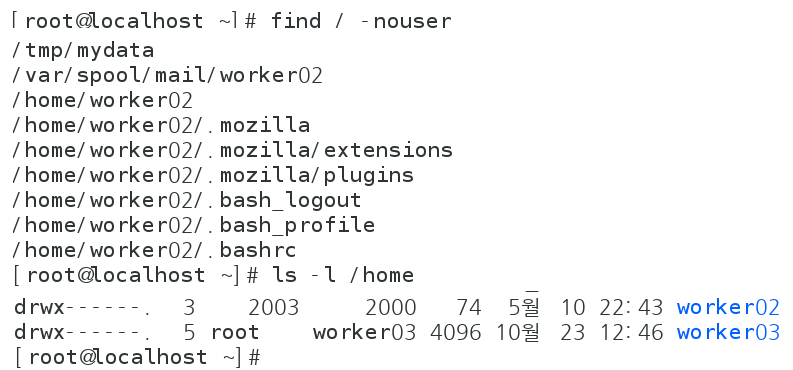 [root@localhost ~]# find / -nouser
/tmp/mydata
/var/spool/mail/worker02
/home/worker02
/home/worker02/.mozilla
/home/worker02/.mozilla/extensions
/home/worker02/.mozilla/plugins
/home/worker02/.bash_logout
/home/worker02/.bash_profile
/home/worker02/.bashrc
[root@localhost ~]# ls -l /home
drwx------. 3 2003 2000 74 5월 10 22:43 worker02
drwx------. 5 root worker03 4096 10월 23 12:46 worker03
[root@localhost ~]#